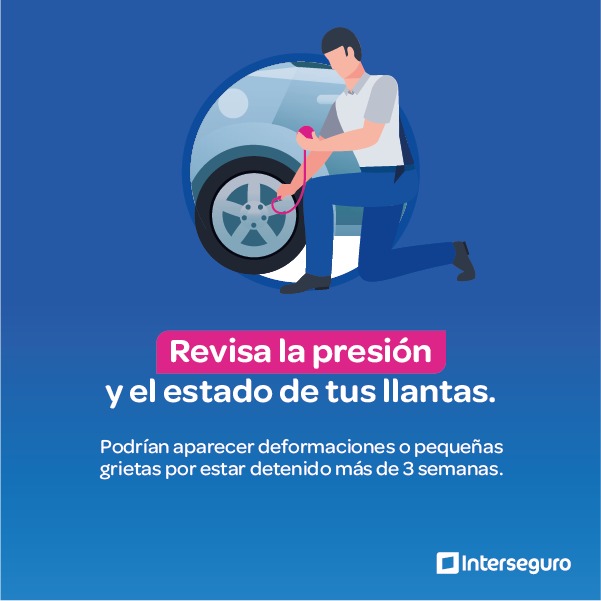 Revisa la presión
y el estado de tus llantas.
Podrían aparecer deformaciones o pequeñas
grietas por estar detenido más de 3 semanas.
Interseguro